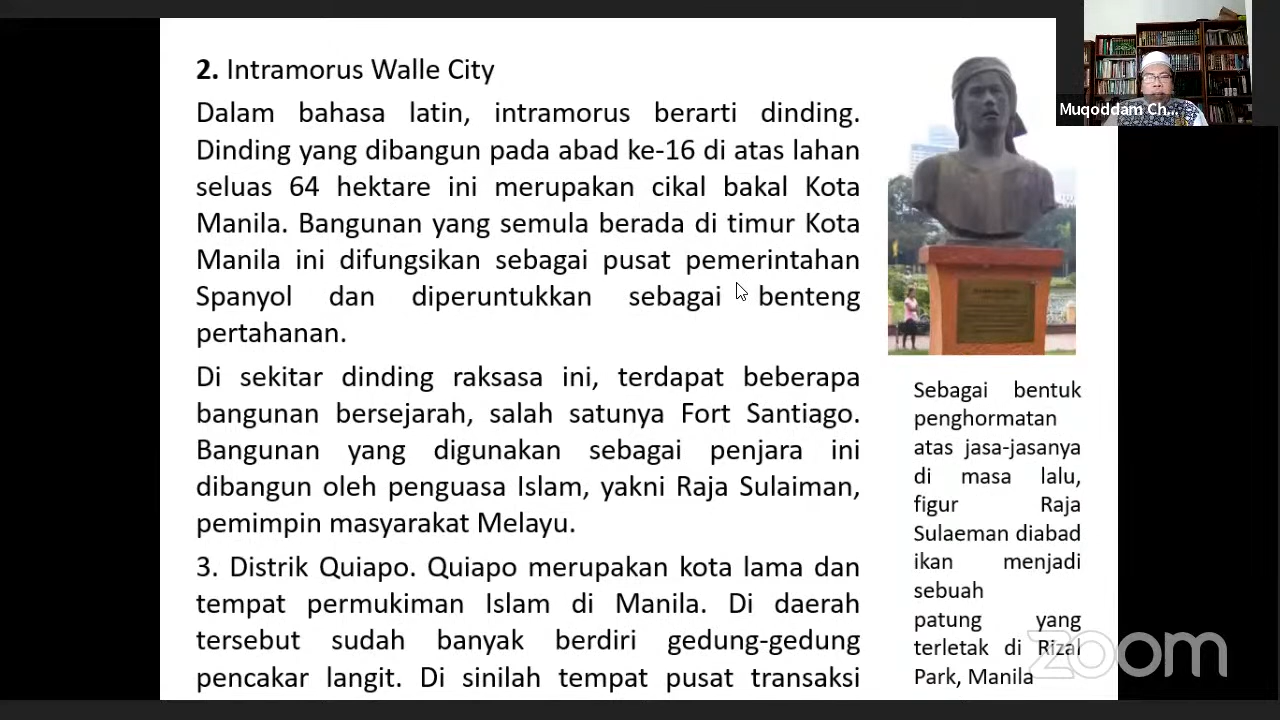 2. Intramorus Walle City
Dalam bahasa latin, intramorus berarti dinding.
Dinding yang dibangun pada abad ke-16 di atas lahan
seluas 64 hektare ini merupakan cikal bakal Kota
Manila. Bangunan yang semula berada di timur Kota
Manila ini difungsikan sebagai pusat pemerintahan
Spanyol dan diperuntukkan sebagai benteng
pertahanan.
Di sekitar dinding raksasa ini, terdapat beberapa
bangunan bersejarah, salah satunya Fort Santiago.
Bangunan yang digunakan sebagai penjara ini
dibangun oleh penguasa Islam, yakni Raja Sulaiman,
pemimpin masyarakat Melayu.
3. Distrik Quiapo. Quiapo merupakan kota lama dan
tempat permukiman Islam di Manila. Di daerah
tersebut sudah banyak berdiri gedung-gedung
pencakar langit. Di sinilah tempat pusat transaksi
Sebagai bentuk
penghormatan
atas jasa-jasanya
di masa lalu,
figur Raja
Sulaeman diabad
ikan menjadi
sebuah
patung yang
terletak di Rizal
Park, Manila
Muqoddam Ch...
zoom